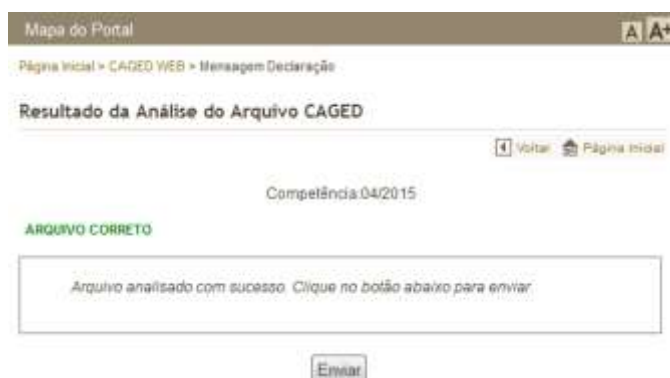 Mapa do Portal
A A+
Página Inicial > CAGED WEB > Mensagem Declaração
Resultado da Análise do Arquivo CAGED
Voltar Página Inicial
Competência:04/2015
ARQUIVO CORRETO
Arquivo analisado com sucesso. Clique no botão abaixo para enviar.
Enviar